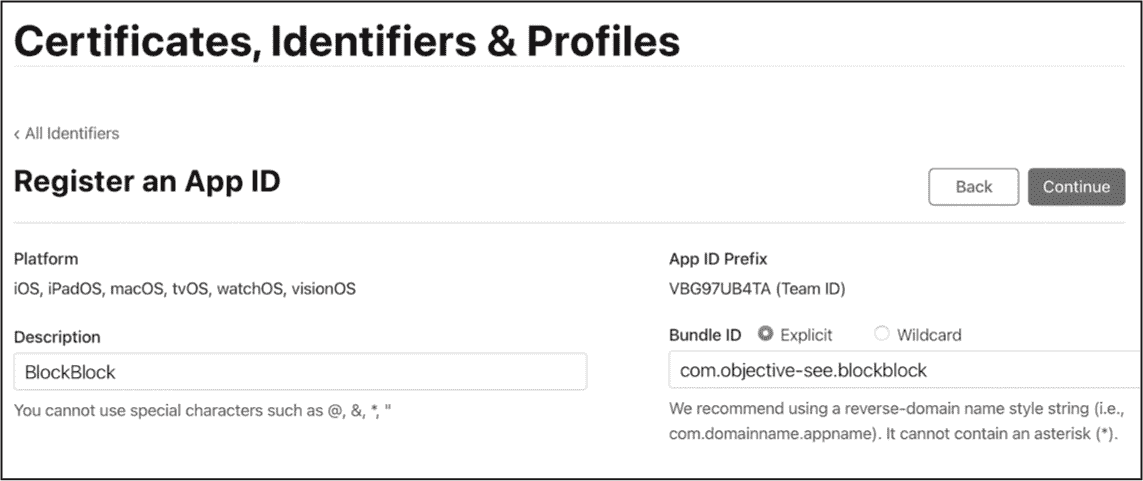 Certificates, Identifiers & Profiles
‹ All Identifiers
Register an App ID
Back
Continue
Platform
iOS, iPadOS, macOS, tvOS, watchOS, visionOS
App ID Prefix
VBG97UB4TA (Team ID)
Description
BlockBlock
You cannot use special characters such as @, &, *, "
Bundle ID Explicit Wildcard
com.objective-see.blockblock
We recommend using a reverse-domain name style string (i.e.,
com.domainname.appname). It cannot contain an asterisk (*).